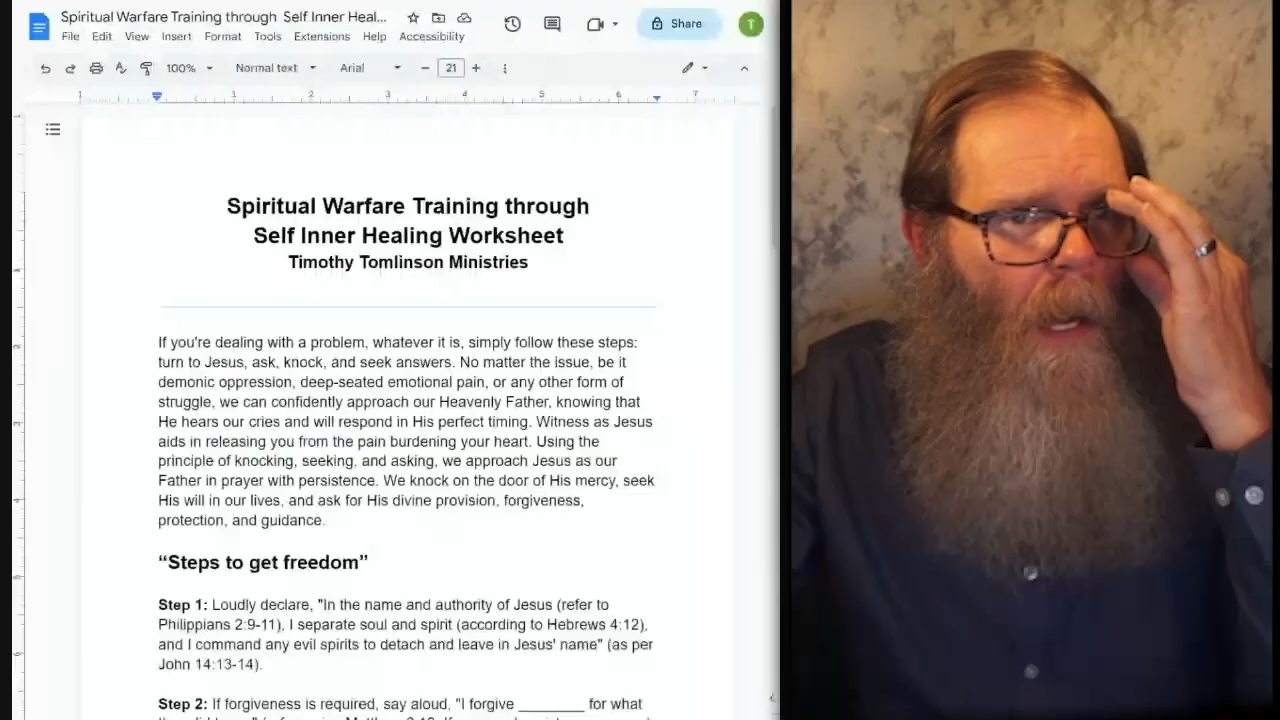 Spiritual Warfare Training through Self Inner Heal...
File Edit View Insert Format Tools Extensions Help Accessibility
Share
T
100% Normal text Arial 21
1 1 2 3 4 5 6 7
Spiritual Warfare Training through
Self Inner Healing Worksheet
Timothy Tomlinson Ministries
If you're dealing with a problem, whatever it is, simply follow these steps:
turn to Jesus, ask, knock, and seek answers. No matter the issue, be it
demonic oppression, deep-seated emotional pain, or any other form of
struggle, we can confidently approach our Heavenly Father, knowing that
He hears our cries and will respond in His perfect timing. Witness as Jesus
aids in releasing you from the pain burdening your heart. Using the
principle of knocking, seeking, and asking, we approach Jesus as our
Father in prayer with persistence. We knock on the door of His mercy, seek
His will in our lives, and ask for His divine provision, forgiveness,
protection, and guidance.
“Steps to get freedom”
Step 1: Loudly declare, "In the name and authority of Jesus (refer to
Philippians 2:9-11), I separate soul and spirit (according to Hebrews 4:12),
and I command any evil spirits to detach and leave in Jesus' name" (as per
John 14:13-14).
Step 2: If forgiveness is required, say aloud, "I forgive ________ for what